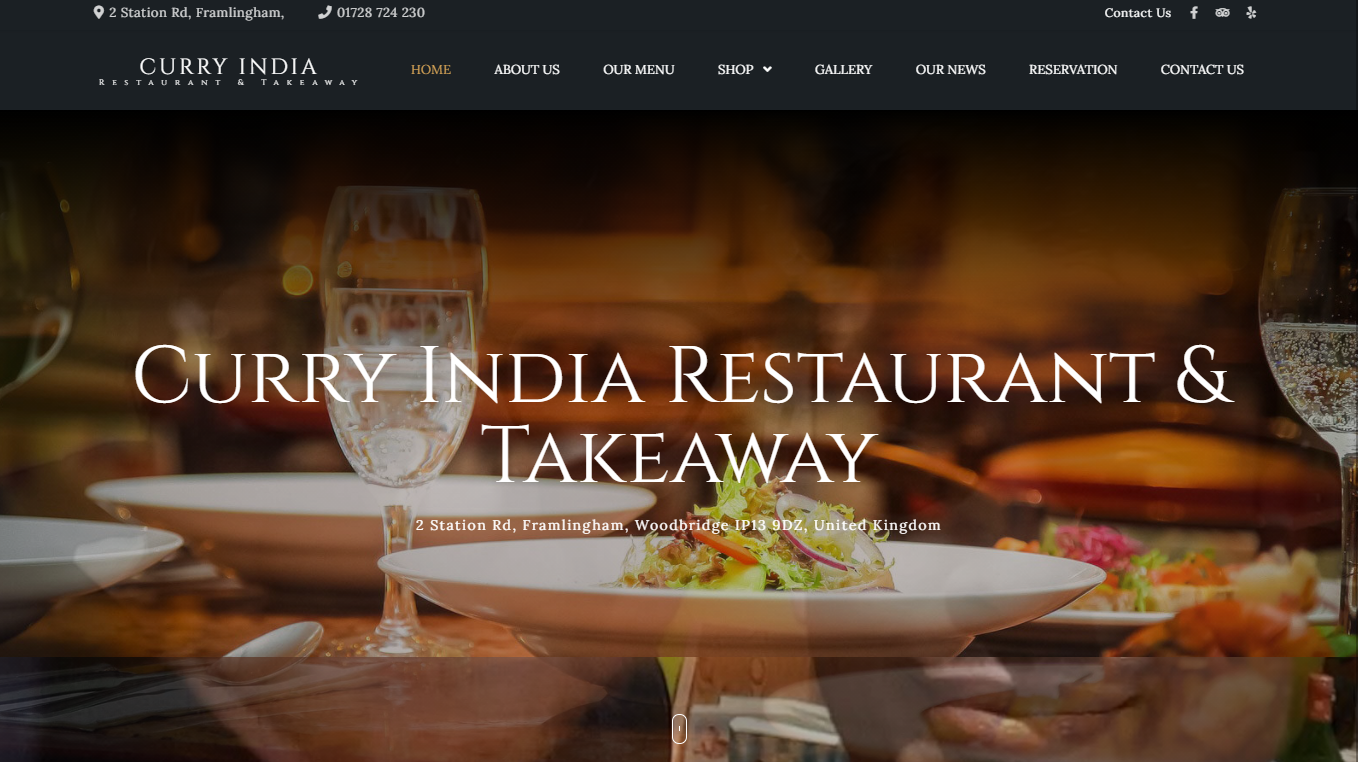 2 Station Rd, Framlingham, 01728 724 230 Contact Us
CURRY INDIA
RESTAURANT & TAKEAWAY
HOME ABOUT US OUR MENU SHOP GALLERY OUR NEWS RESERVATION CONTACT US
CURRY INDIA RESTAURANT &
TAKEAWAY
2 Station Rd, Framlingham, Woodbridge IP13 9DZ, United Kingdom